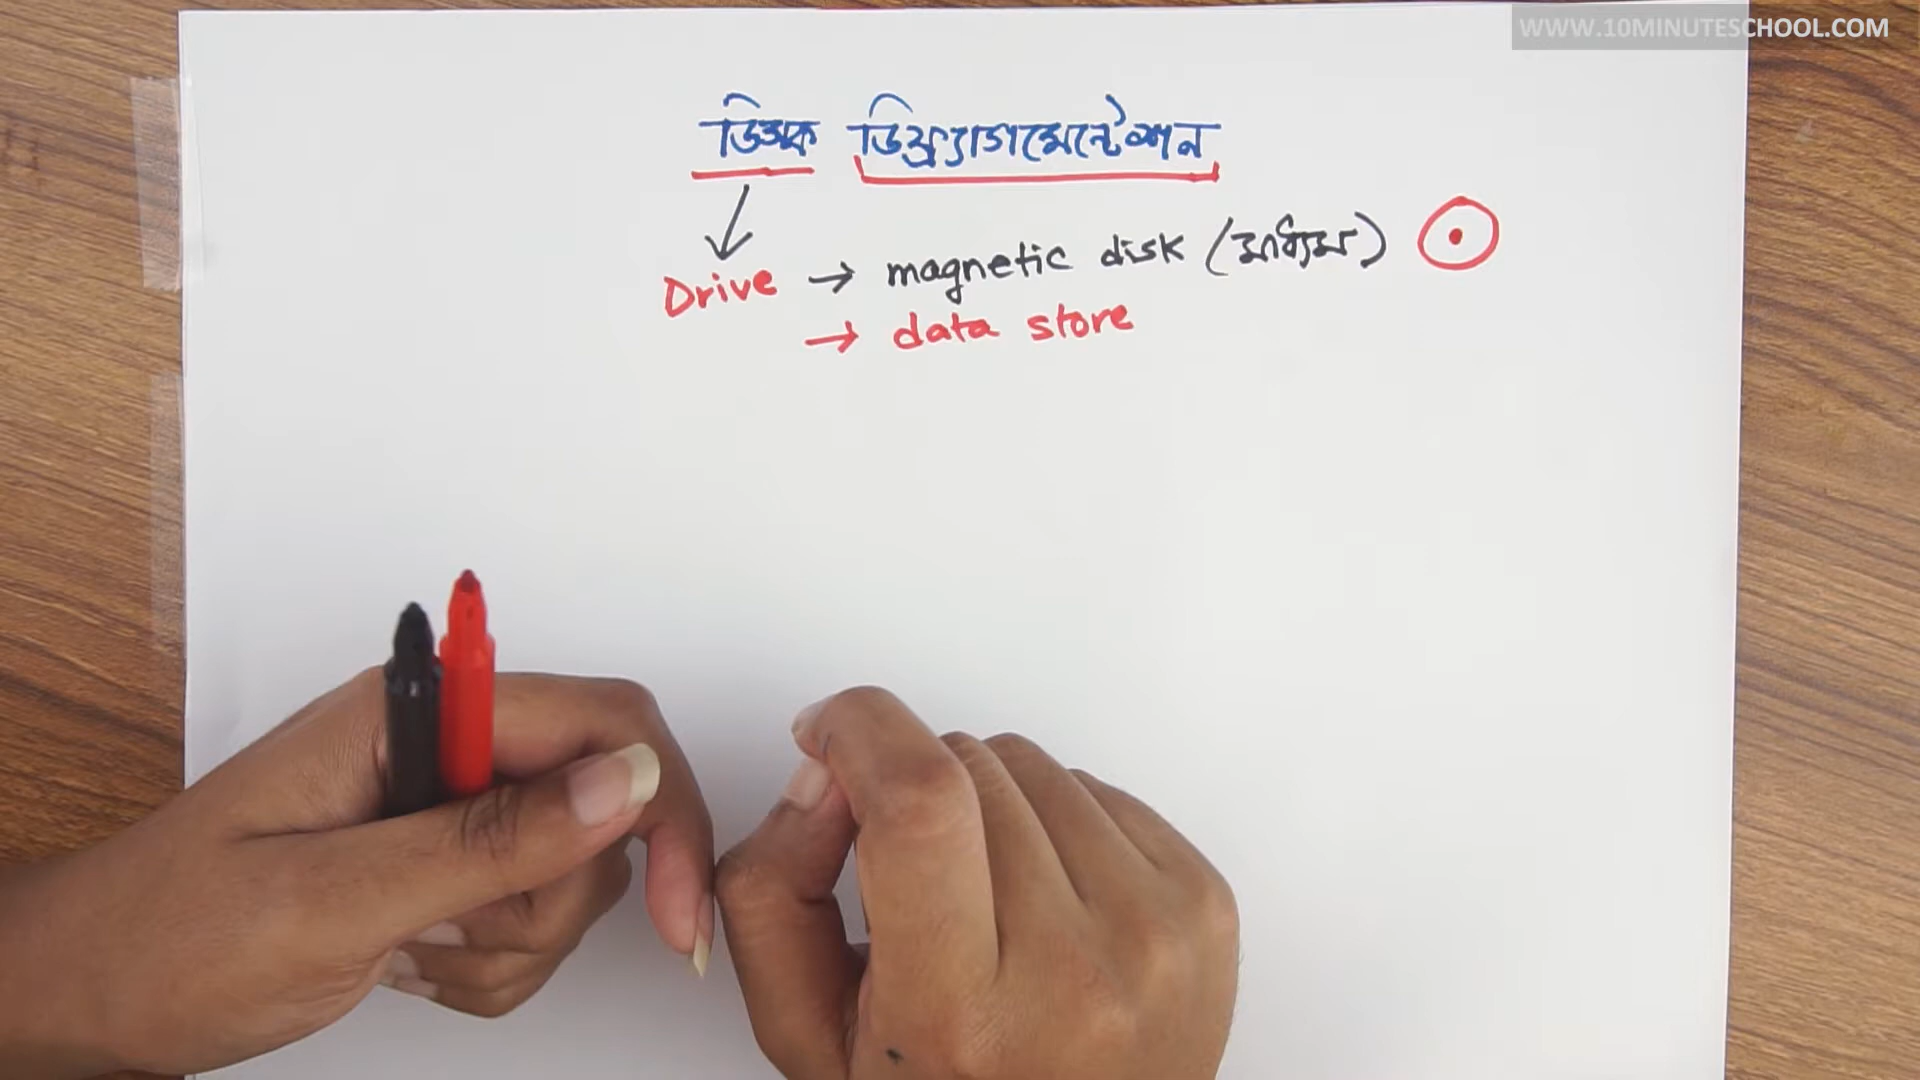 WWW.10MINUTESCHOOL.COM
ডিস্ক ডিফ্র্যাগমেন্টেশন
Drive → magnetic disk (মাধ্যম)
→ data store